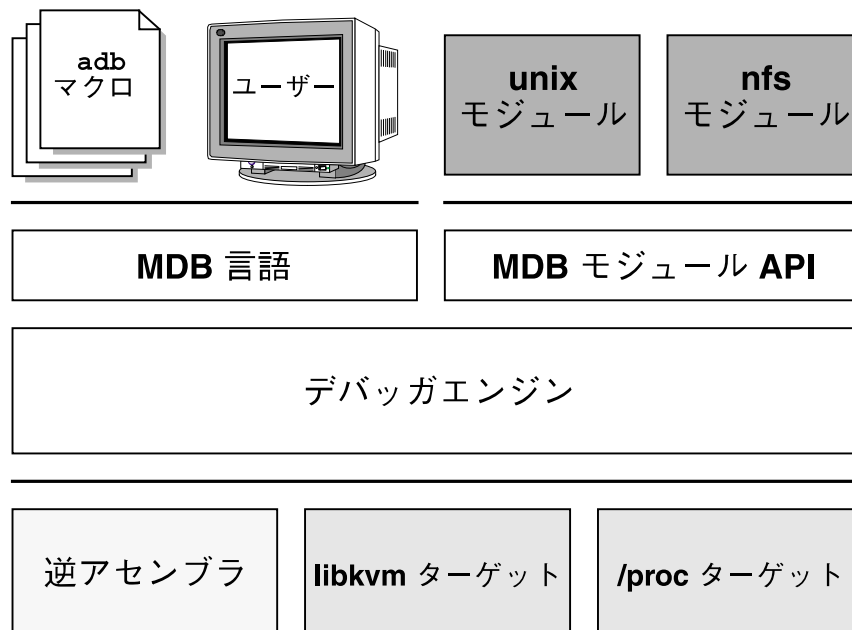 adb
マクロ
ユーザー
unix
モジュール
nfs
モジュール
MDB 言語
MDB モジュール API
デバッガエンジン
逆アセンブラ
libkvm ターゲット
/proc ターゲット